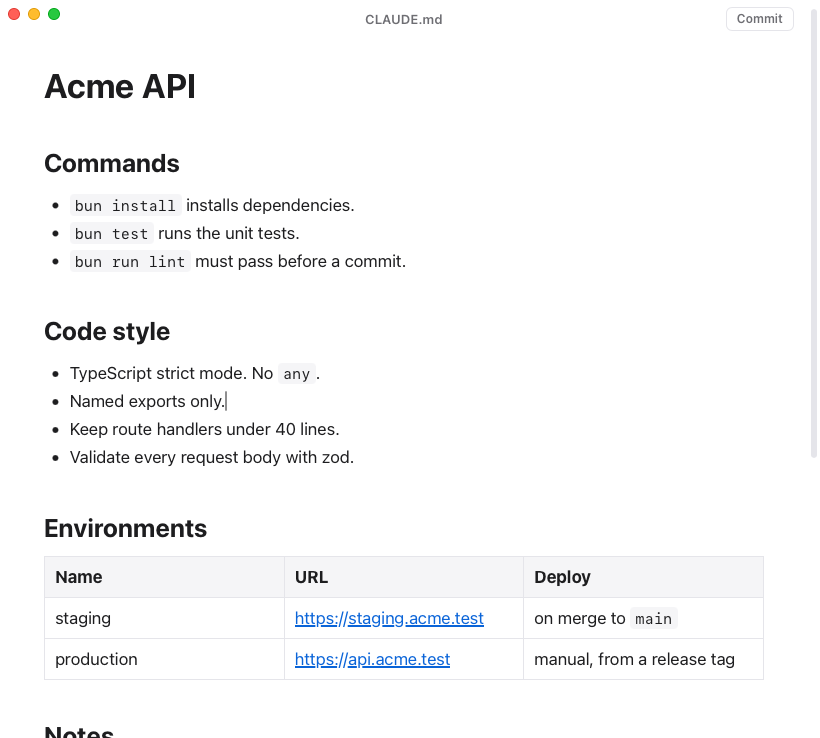 CLAUDE.md
Commit
Acme API
Commands
bun install installs dependencies.
bun test runs the unit tests.
bun run lint must pass before a commit.
Code style
TypeScript strict mode. No any.
Named exports only.
Keep route handlers under 40 lines.
Validate every request body with zod.
Environments
Name URL Deploy
staging https://staging.acme.test on merge to main
production https://api.acme.test manual, from a release tag
Notes